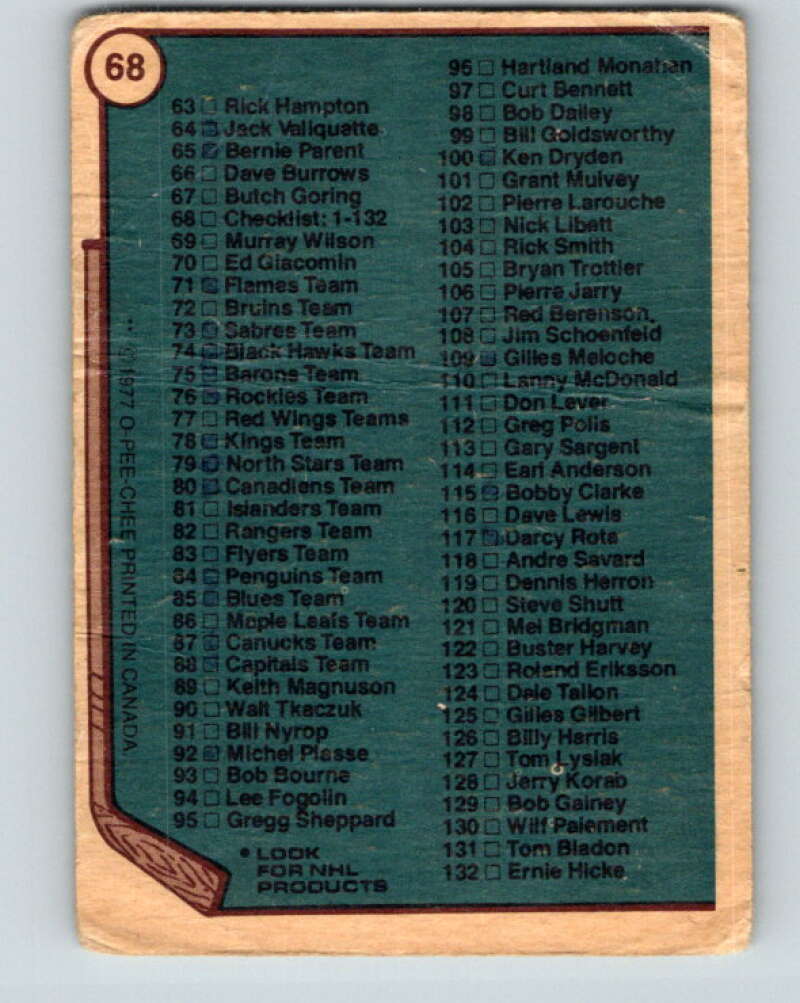 68
63 Rick Hampton
64 Jack Valiquette
65 Bernie Parent
66 Dave Burrows
67 Butch Goring
68 Checklist: 1-132
69 Murray Wilson
70 Ed Giacomin
71 Flames Team
72 Bruins Team
73 Sabres Team
74 Black Hawks Team
75 Barons Team
76 Rockies Team
77 Red Wings Teams
78 Kings Team
79 North Stars Team
80 Canadiens Team
81 Islanders Team
82 Rangers Team
83 Flyers Team
84 Penguins Team
85 Blues Team
86 Maple Leafs Team
87 Canucks Team
88 Capitals Team
89 Keith Magnuson
90 Walt Tkaczuk
91 Bill Nyrop
92 Michel Plasse
93 Bob Bourne
94 Lee Fogolin
95 Gregg Sheppard
• LOOK
FOR NHL
PRODUCTS
96 Hartland Monahan
97 Curt Bennett
98 Bob Dailey
99 Bill Goldsworthy
100 Ken Dryden
101 Grant Mulvey
102 Pierre Larouche
103 Nick Libett
104 Rick Smith
105 Bryan Trottier
106 Pierre Jarry
107 Red Berenson
108 Jim Schoenfeld
109 Gilles Meloche
110 Lanny McDonald
111 Don Lever
112 Greg Polis
113 Gary Sargent
114 Earl Anderson
115 Bobby Clarke
116 Dave Lewis
117 Darcy Rota
118 Andre Savard
119 Dennis Herron
120 Steve Shutt
121 Mel Bridgman
122 Buster Harvey
123 Roland Eriksson
124 Dale Tallon
125 Gilles Gilbert
126 Billy Harris
127 Tom Lysiak
128 Jerry Korab
129 Bob Gainey
130 Wilf Paiement
131 Tom Bladon
132 Ernie Hicke
** © 1977 O-PEE-CHEE PRINTED IN CANADA.